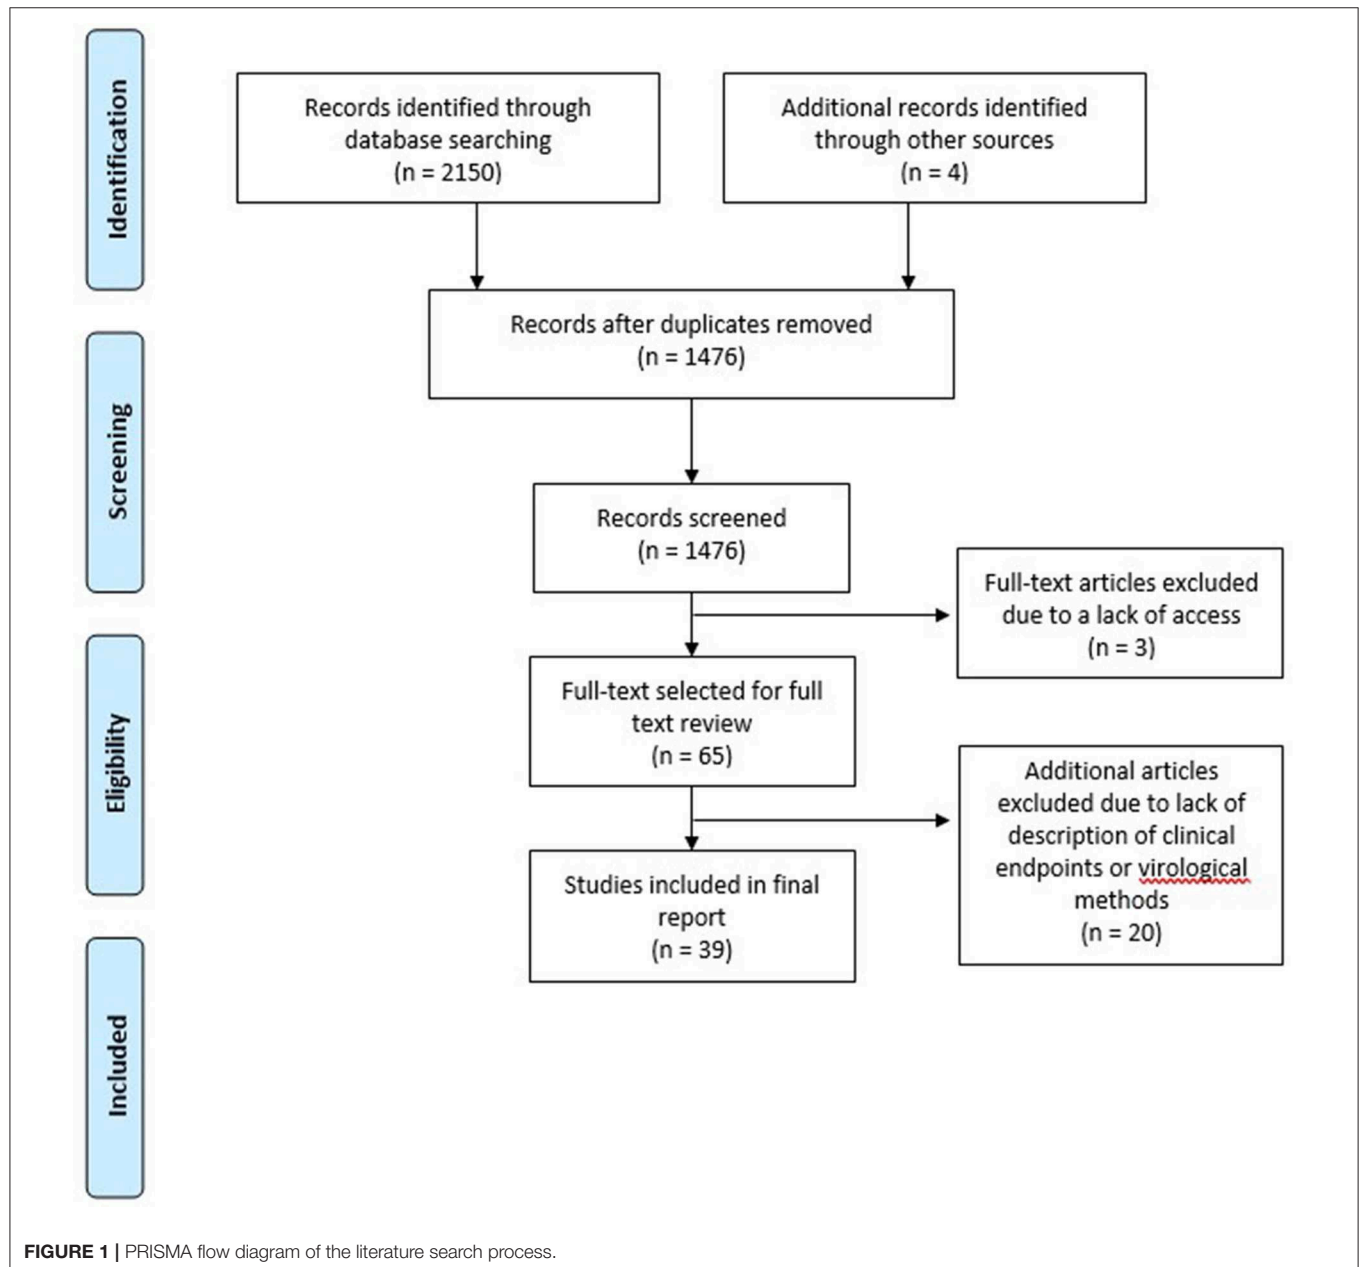 Identification
Records identified through
database searching
(n = 2150)
Additional records identified
through other sources
(n = 4)
Records after duplicates removed
(n = 1476)
Screening
Records screened
(n = 1476)
Full-text articles excluded
due to a lack of access
(n = 3)
Eligibility
Full-text selected for full
text review
(n = 65)
Additional articles
excluded due to lack of
description of clinical
endpoints or virological
methods
(n = 20)
Studies included in final
report
(n = 39)
Included
FIGURE 1 | PRISMA flow diagram of the literature search process.